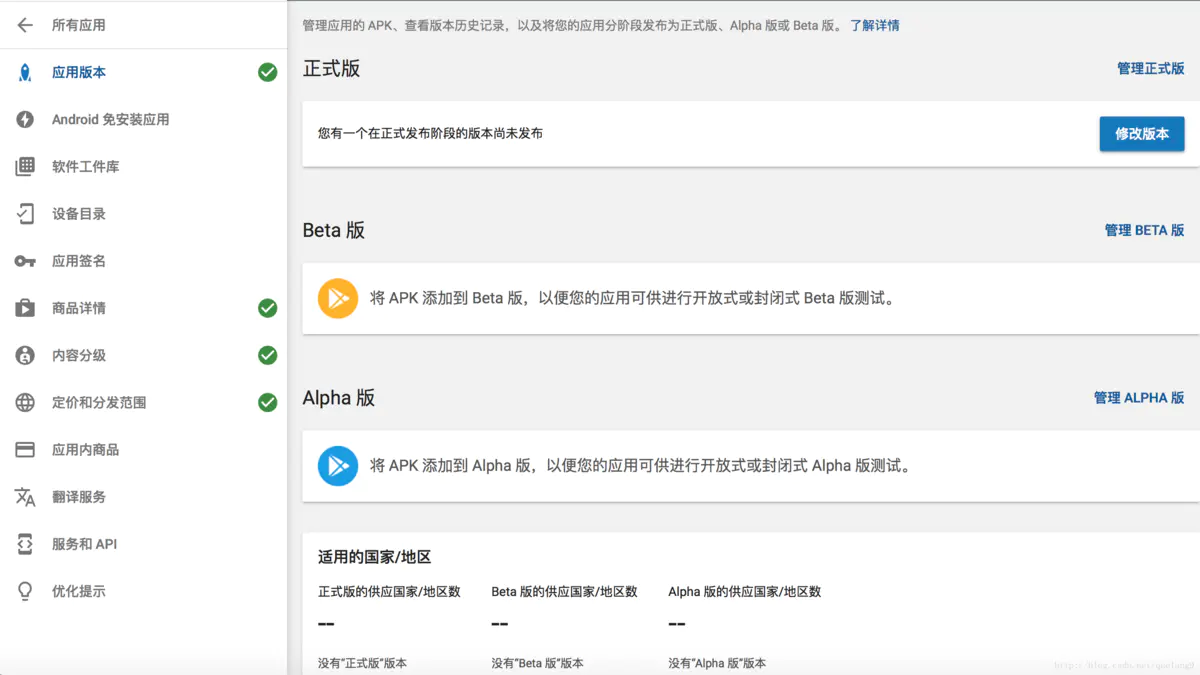 所有应用
应用版本
Android 免安装应用
软件工件库
设备目录
应用签名
商品详情
内容分级
定价和分发范围
应用内商品
翻译服务
服务和 API
优化提示
管理应用的 APK、查看版本历史记录，以及将您的应用分阶段发布为正式版、Alpha 版或 Beta 版。 了解详情
正式版
管理正式版
您有一个在正式发布阶段的版本尚未发布
修改版本
Beta 版
管理 BETA 版
将 APK 添加到 Beta 版，以便您的应用可供进行开放式或封闭式 Beta 版测试。
Alpha 版
管理 ALPHA 版
将 APK 添加到 Alpha 版，以便您的应用可供进行开放式或封闭式 Alpha 版测试。
适用的国家/地区
正式版的供应国家/地区数 Beta 版的供应国家/地区数 Alpha 版的供应国家/地区数
-- -- --
没有"正式版"版本 没有"Beta 版"版本 没有"Alpha 版"版本